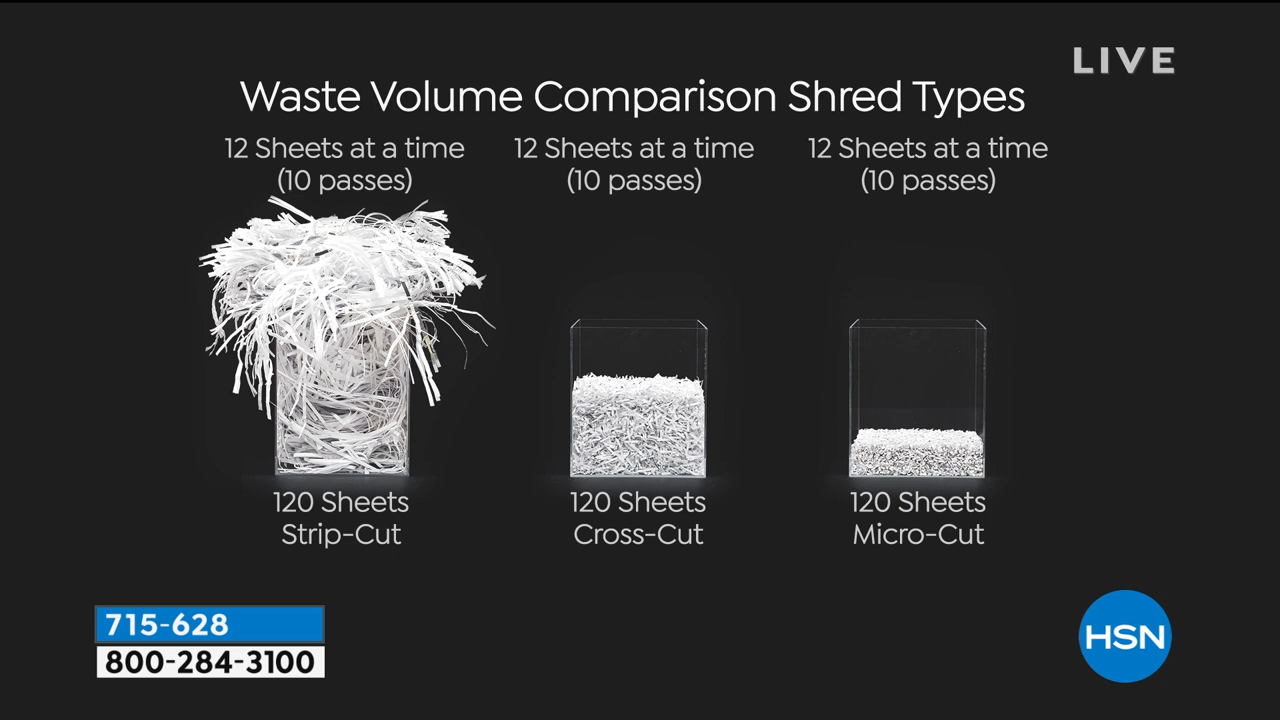 LIVE
Waste Volume Comparison Shred Types
12 Sheets at a time
(10 passes)
12 Sheets at a time
(10 passes)
12 Sheets at a time
(10 passes)
120 Sheets
Strip-Cut
120 Sheets
Cross-Cut
120 Sheets
Micro-Cut
715-628
800-284-3100
HSN